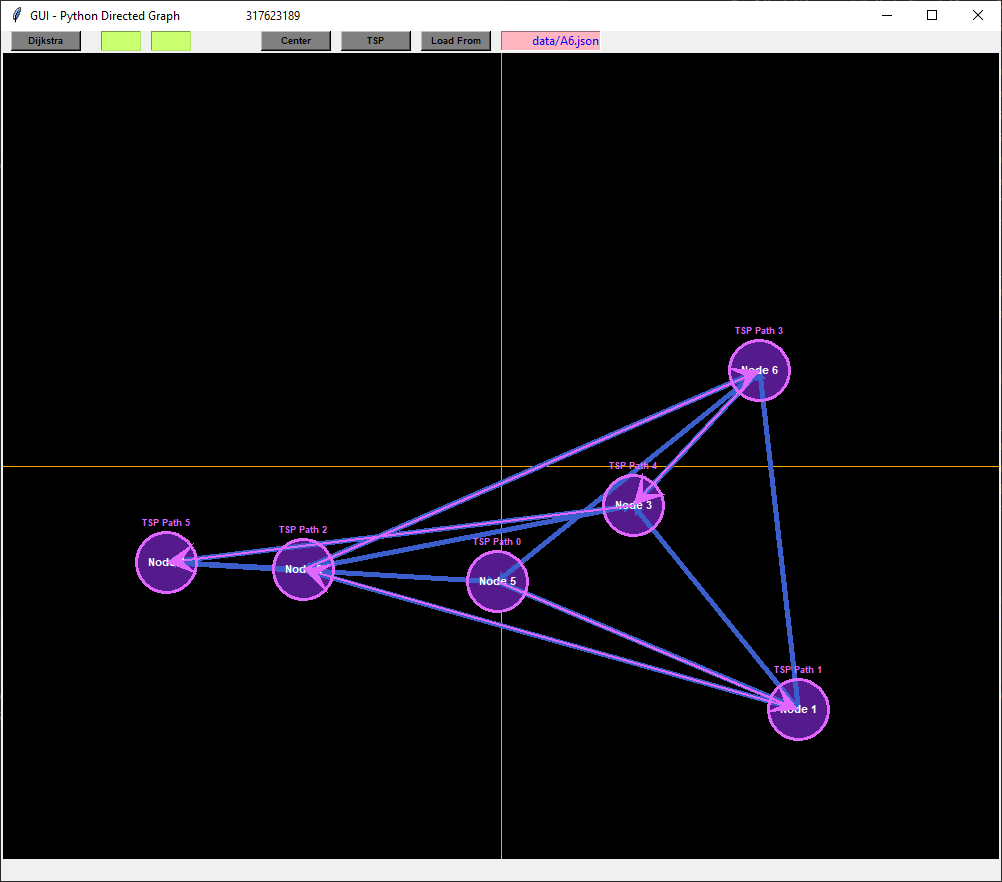 GUI - Python Directed Graph 317623189
Dijkstra Center TSP Load From data/A6.json
TSP Path 3
Node 6
TSP Path 4
Node 3
TSP Path 5
TSP Path 2
TSP Path 0
Node 5
TSP Path 1
Node 1